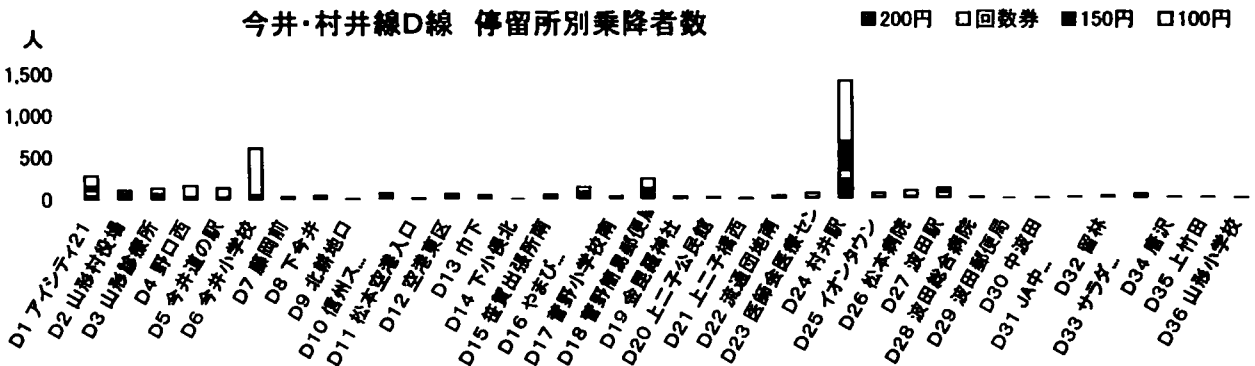 今井・村井線D線 停留所別乗降者数
■200円 □回数券 ■150円 □100円
人
1,500
1,000
500
0
D1 アイシティ21
D2 山形村役場
D3 山形診療所
D4 野口西
D5 今井道の駅
D6 今井小学校
D7 藤岡前
D8 下今井
D9 北耕地口
D10 信州ス…
D11 松本空港入口
D12 空港東区
D13 巾下
D14 下小俣北
D15 笹賀出張所南
D16 やまび…
D17 菅野小学校南
D18 菅野簡易郵便局
D19 金毘羅神社
D20 上二子公民館
D21 上二子橋西
D22 流通団地南
D23 医師会医療セン
D24 村井駅
D25 イオンタウン
D26 松本病院
D27 波田駅
D28 波田総合病院
D29 波田郵便局
D30 中波田
D31 JA中…
D32 留林
D33 サラダ…
D34 唐沢
D35 上竹田
D36 山形小学校